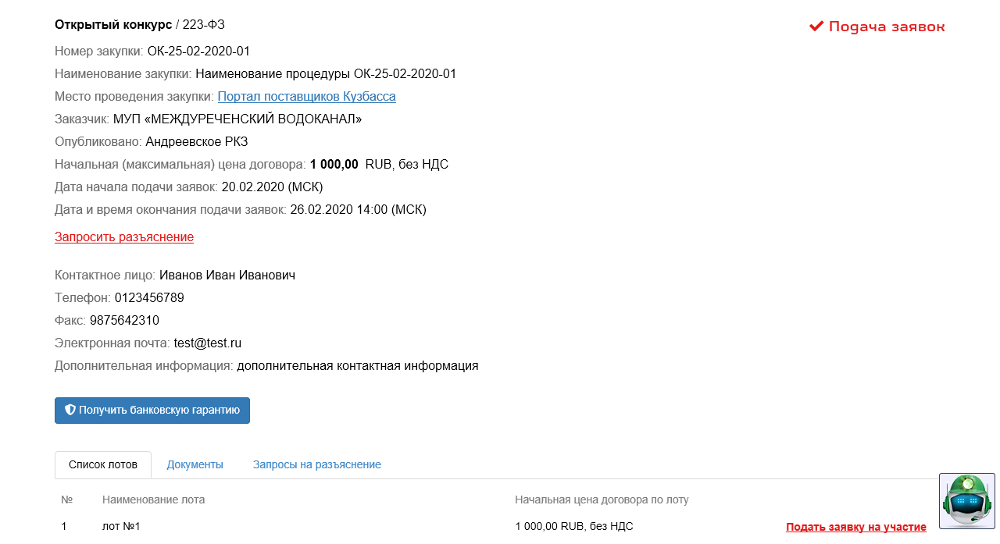 Открытый конкурс / 223-ФЗ
Подача заявок
Номер закупки: ОК-25-02-2020-01
Наименование закупки: Наименование процедуры ОК-25-02-2020-01
Место проведения закупки: Портал поставщиков Кузбасса
Заказчик: МУП «МЕЖДУРЕЧЕНСКИЙ ВОДОКАНАЛ»
Опубликовано: Андреевское РКЗ
Начальная (максимальная) цена договора: 1 000,00 RUB, без НДС
Дата начала подачи заявок: 20.02.2020 (МСК)
Дата и время окончания подачи заявок: 26.02.2020 14:00 (МСК)
Запросить разъяснение
Контактное лицо: Иванов Иван Иванович
Телефон: 0123456789
Факс: 9875642310
Электронная почта: test@test.ru
Дополнительная информация: дополнительная контактная информация
Получить банковскую гарантию
Список лотов Документы Запросы на разъяснение
№ Наименование лота Начальная цена договора по лоту
1 лот №1 1 000,00 RUB, без НДС Подать заявку на участие